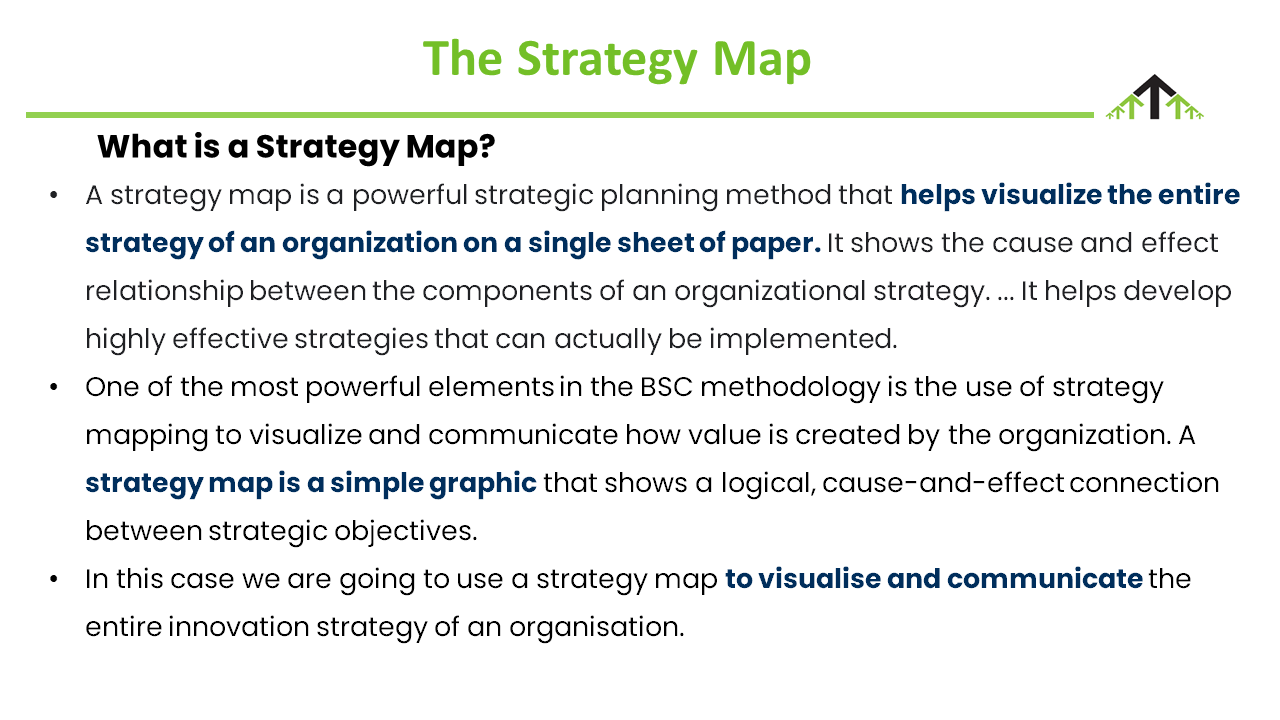 The Strategy Map
What is a Strategy Map?
• A strategy map is a powerful strategic planning method that helps visualize the entire
strategy of an organization on a single sheet of paper. It shows the cause and effect
relationship between the components of an organizational strategy. ... It helps develop
highly effective strategies that can actually be implemented.
• One of the most powerful elements in the BSC methodology is the use of strategy
mapping to visualize and communicate how value is created by the organization. A
strategy map is a simple graphic that shows a logical, cause-and-effect connection
between strategic objectives.
• In this case we are going to use a strategy map to visualise and communicate the
entire innovation strategy of an organisation.